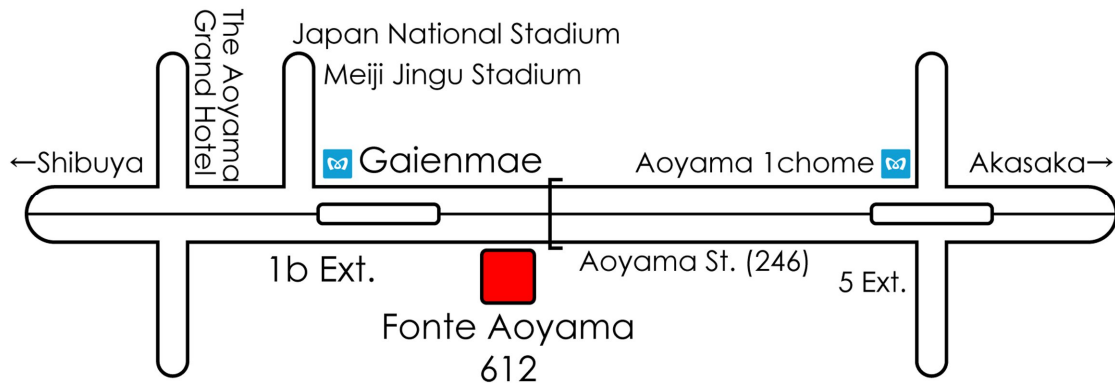 The Aoyama
Grand Hotel
Japan National Stadium
Meiji Jingu Stadium
←Shibuya
Gaienmae
Aoyama 1chome
Akasaka→
1b Ext.
Aoyama St. (246)
5 Ext.
Fonte Aoyama
612